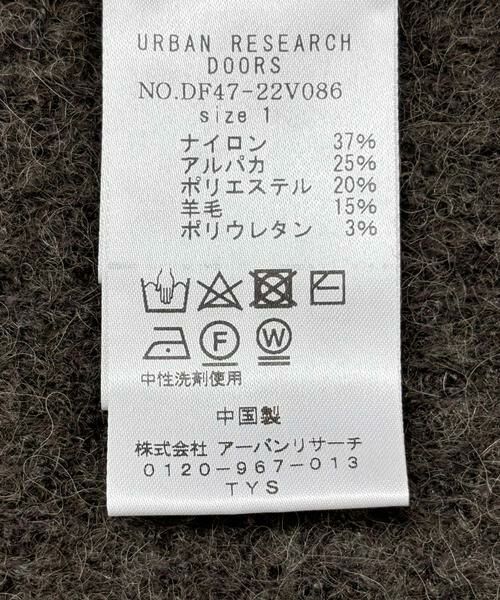 URBAN RESEARCH
DOORS
NO.DF47-22V086
size 1
ナイロン 37%
アルパカ 25%
ポリエステル 20%
羊毛 15%
ポリウレタン 3%
F W
中性洗剤使用
中国製
株式会社 アーバンリサーチ
0120-967-013
TYS